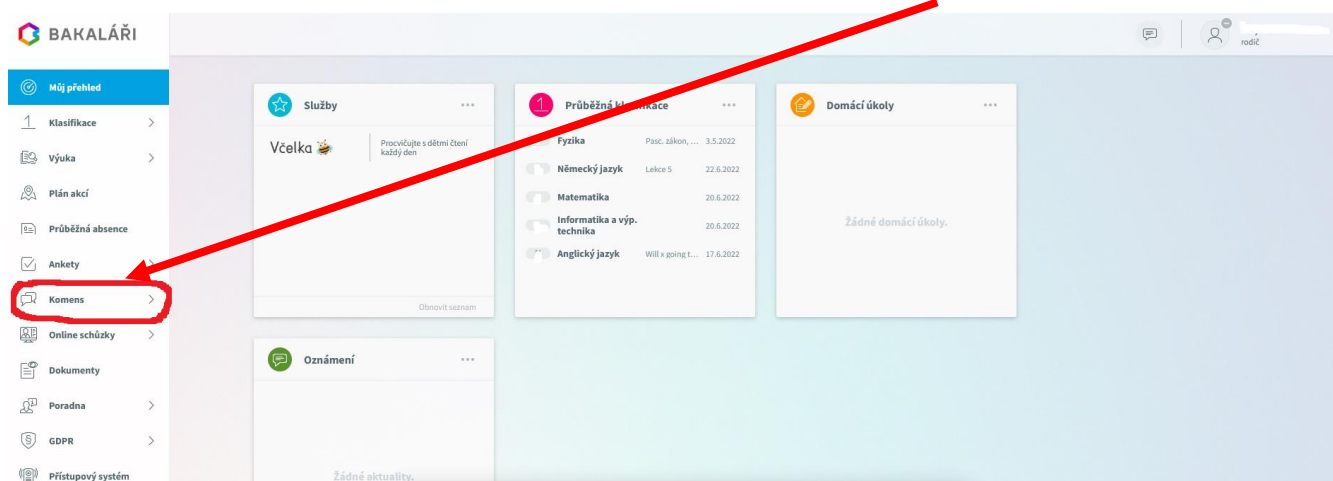 BAKALÁŘI
rodič
Můj přehled
Klasifikace
Výuka
Plán akcí
Průběžná absence
Ankety
Komens
Online schůzky
Dokumenty
Poradna
GDPR
Přístupový systém
Služby
Včelka
Procvičujte s dětmi čtení
každý den
Obnovit seznam
Průběžná klasifikace
Fyzika Pasc. zákon, ... 3.5.2022
Německý jazyk Lekce 5 22.6.2022
Matematika 20.6.2022
Informatika a výp.
technika 20.6.2022
Anglický jazyk Will x going t... 17.6.2022
Domácí úkoly
Žádné domácí úkoly.
Oznámení
Žádné aktuality.